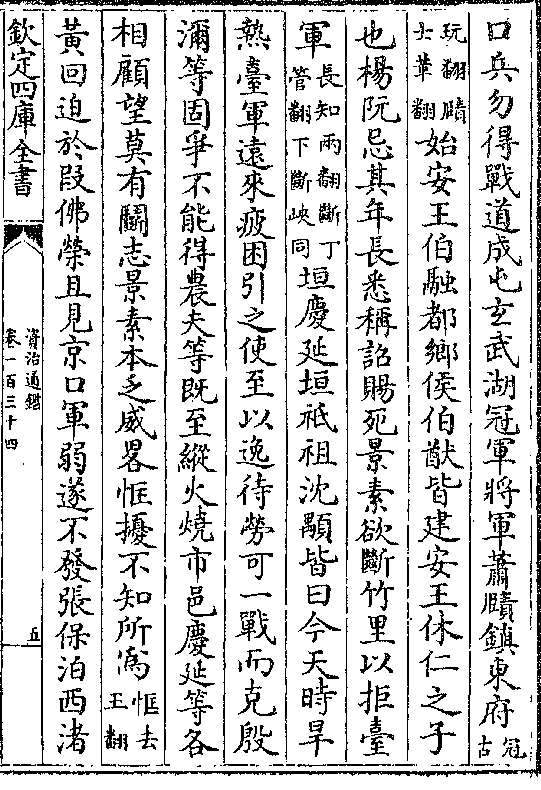 口兵勿得戰道成屯玄武湖冠軍將軍蕭賾鎮東府冠古
玩翻賾士革翻始安王伯融都鄉侯伯猷皆建安王休仁之子
也楊阮忌其年長悉稱詔賜死景素欲斷竹里以拒臺
軍長知兩翻斷丁管翻下斷峽同垣慶延垣祗祖沈顒皆曰今天時旱
熱臺軍遠來疲困引之使至以逸待勞可一戰而克殷
濔等固爭不能得農夫等既至縱火燒市邑慶延等各
相顧望莫有鬭志景素本乏威畧恇擾不知所為恇去王翻
黃回迫於段佛榮且見京口軍弱遂不發張保泊西渚
欽定四庫全書
資治通鑑
卷一百三十四
五